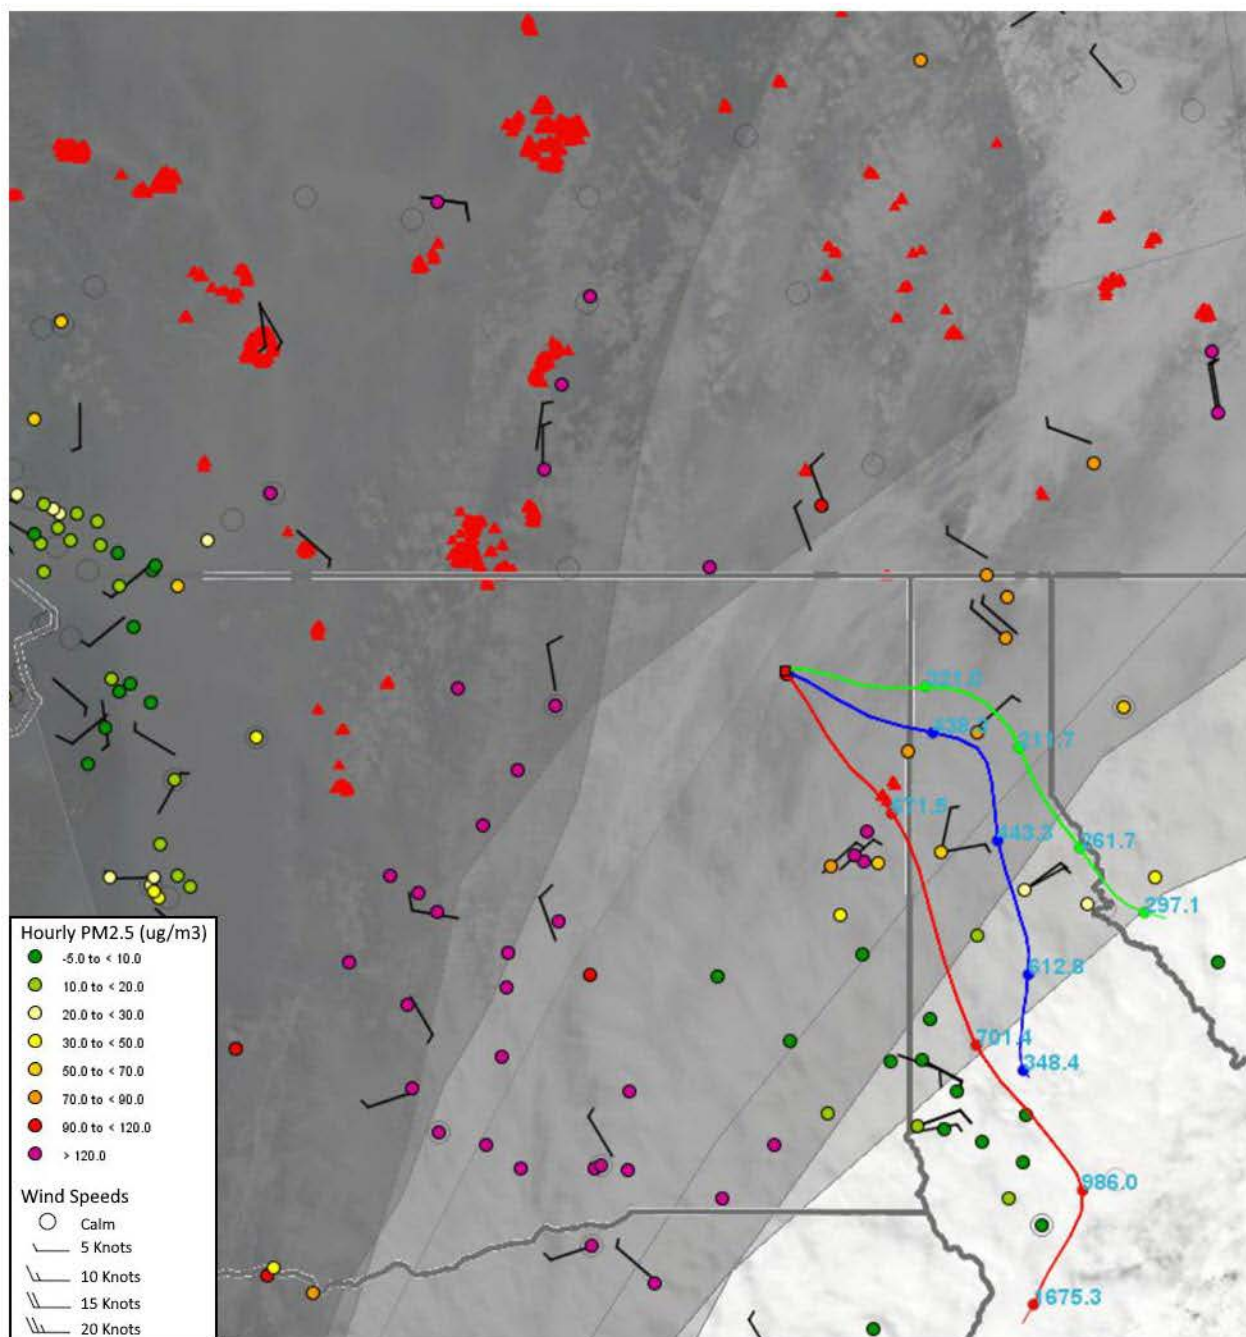 438.3
211.7
571.5
443.3
261.7
297.1
612.8
701.4
348.4
986.0
1675.3
Hourly PM2.5 (ug/m3)
-5.0 to < 10.0
10.0 to < 20.0
20.0 to < 30.0
30.0 to < 50.0
50.0 to < 70.0
70.0 to < 90.0
90.0 to < 120.0
> 120.0
Wind Speeds
Calm
5 Knots
10 Knots
15 Knots
20 Knots